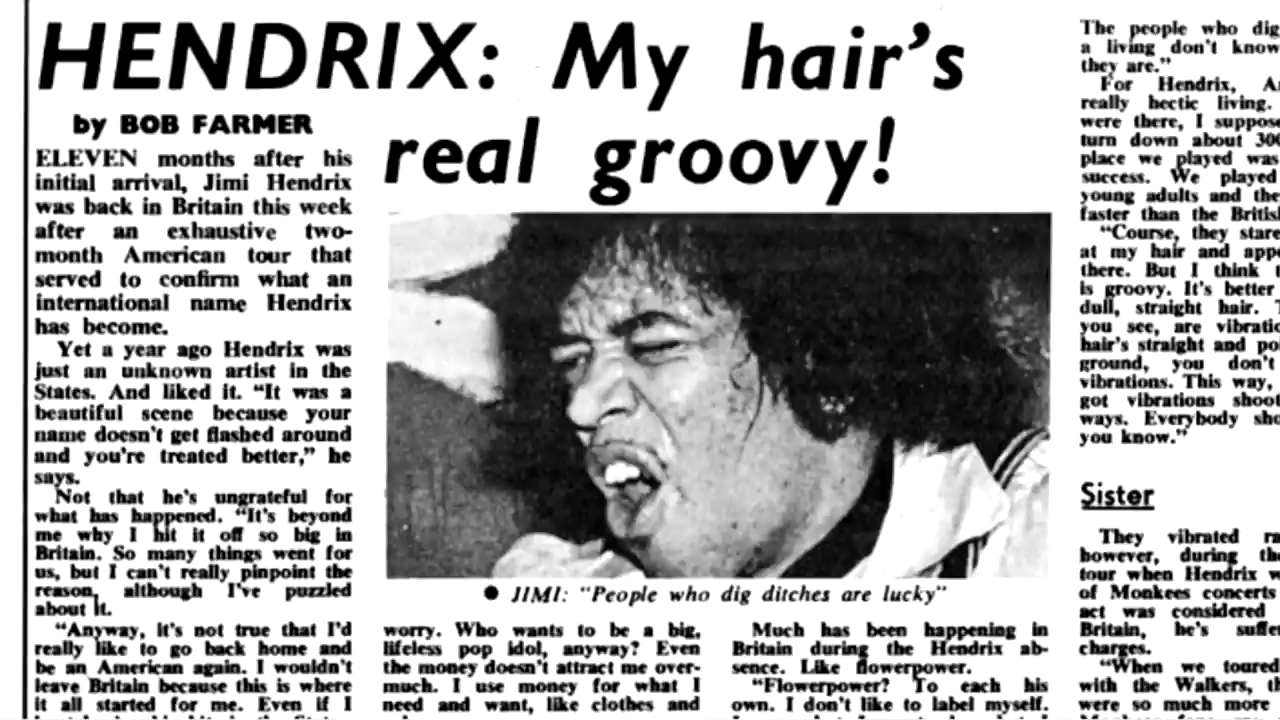 HENDRIX: My hair's
real groovy!
by BOB FARMER
ELEVEN months after his
initial arrival, Jimi Hendrix
was back in Britain this week
after an exhaustive two-
month American tour that
served to confirm what an
international name Hendrix
has become.
Yet a year ago Hendrix was
just an unknown artist in the
States. And liked it. "It was a
beautiful scene because your
name doesn't get flashed around
and you're treated better," he
says.
Not that he's ungrateful for
what has happened. "It's beyond
me why I hit it off so big in
Britain. So many things went for
us, but I can't really pinpoint the
reason, although I've puzzled
about it.
"Anyway, it's not true that I'd
really like to go back home and
be an American again. I wouldn't
leave Britain because this is where
it all started for me. Even if I
● JIMI: "People who dig ditches are lucky"
worry. Who wants to be a big,
lifeless pop idol, anyway? Even
the money doesn't attract me over-
much. I use money for what I
need and want, like clothes and
Much has been happening in
Britain during the Hendrix ab-
sence. Like flowerpower.
"Flowerpower? To each his
own. I don't like to label myself.
The people who dig
a living don't know
they are."
For Hendrix, A
really hectic living.
were there, I suppose
turn down about 300
place we played was
success. We played
young adults and the
faster than the Britis
"Course, they stare
at my hair and appe
there. But I think
is groovy. It's better
dull, straight hair.
you see, are vibrati
hair's straight and po
ground, you don't
vibrations. This way,
got vibrations shoot
ways. Everybody sho
you know."
Sister
They vibrated ra
however, during the
tour when Hendrix w
of Monkees concerts
act was considered
Britain, he's suffe
charges.
"When we toured
with the Walkers, th
were so much more